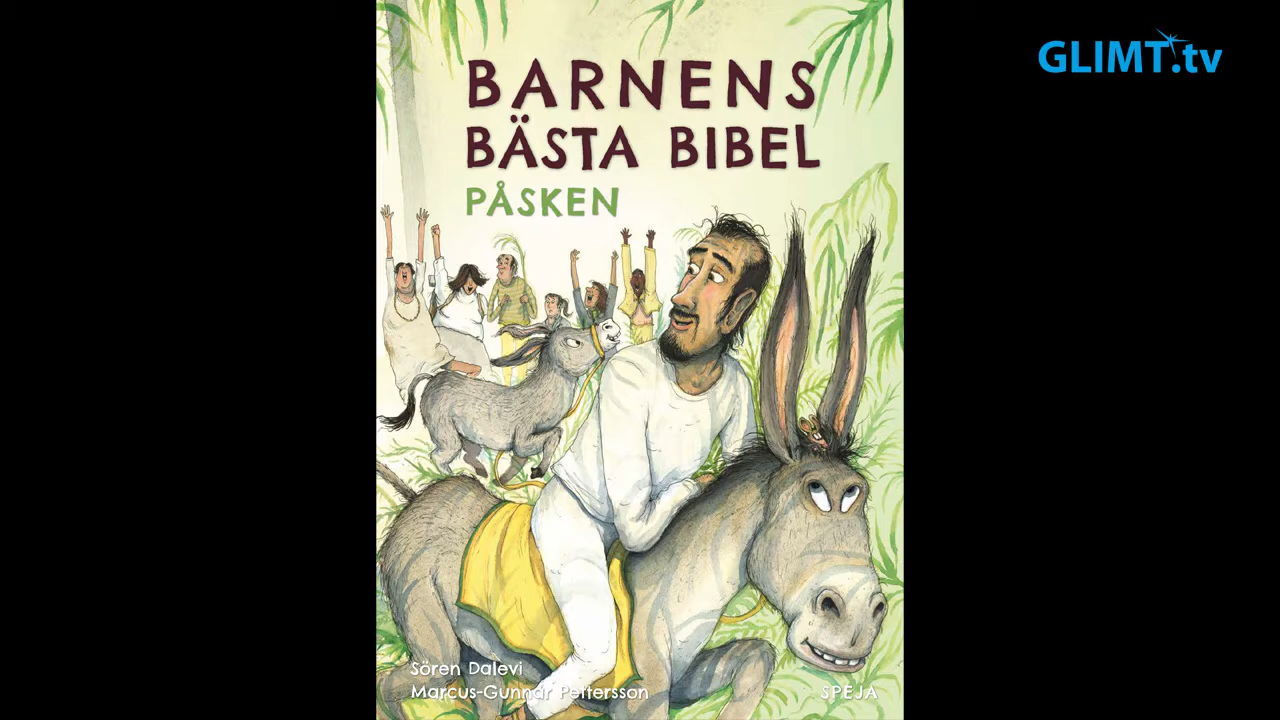 GLIMT.tv
BARNENS
BÄSTA BIBEL
PÅSKEN
Sören Dalevi
Marcus-Gunnar Pettersson
SPEJA